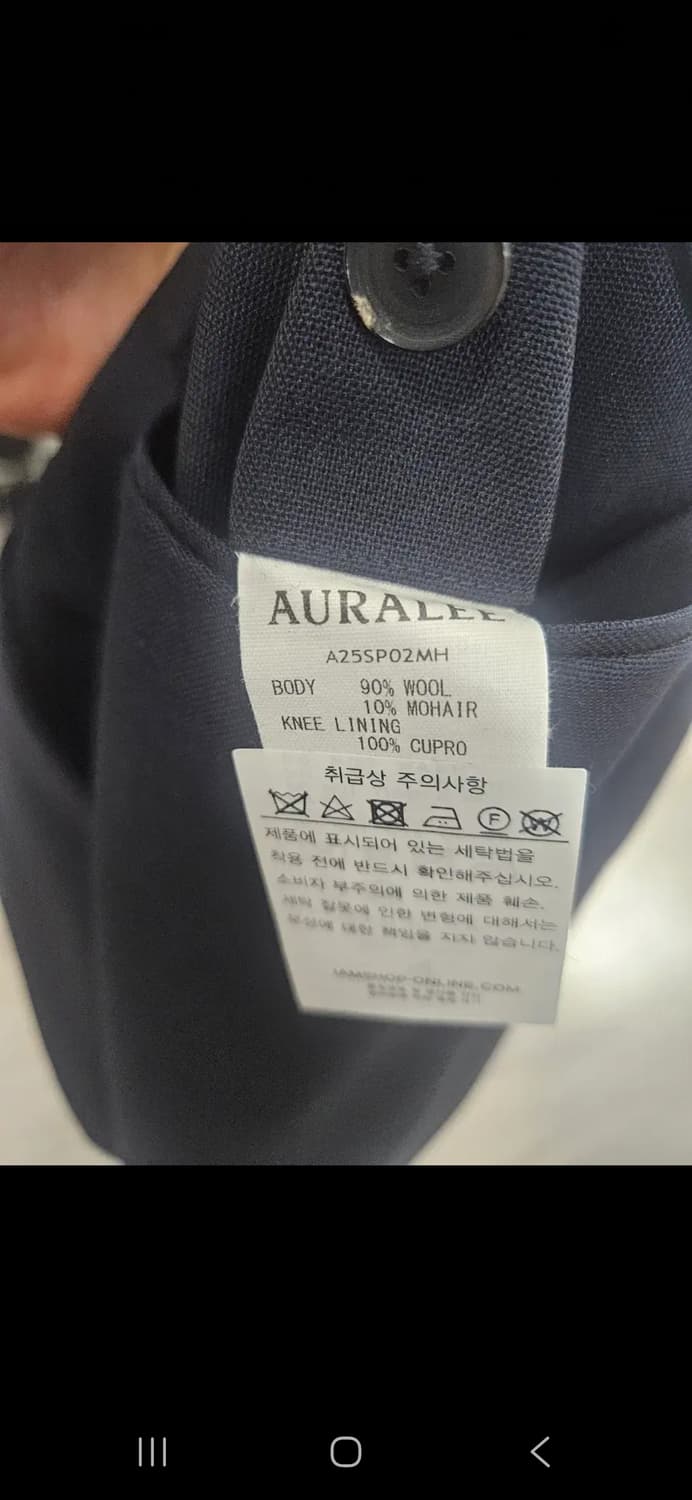 AURALEE
A25SP02MH
BODY 90% WOOL
10% MOHAIR
KNEE LINING
100% CUPRO
취급상 주의사항
F W
제품에 표시되어 있는 세탁법을
착용 전에 반드시 확인해주십시오.
소비자 부주의에 의한 제품 훼손.
세탁 잘못에 인한 변형에 대해서는
보상에 대한 책임을 지지 않습니다.
IAMSHOP-ONLINE.COM